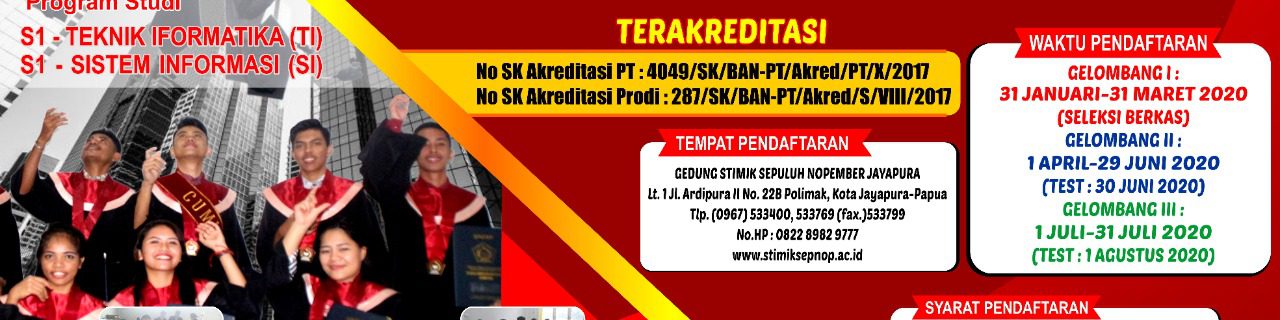 Program Studi
S1 - TEKNIK IFORMATIKA (TI)
S1 - SISTEM INFORMASI (SI)
TERAKREDITASI
No SK Akreditasi PT : 4049/SK/BAN-PT/Akred/PT/X/2017
No SK Akreditasi Prodi : 287/SK/BAN-PT/Akred/S/VIII/2017
TEMPAT PENDAFTARAN
GEDUNG STIMIK SEPULUH NOPEMBER JAYAPURA
Lt. 1 Jl. Ardipura II No. 22B Polimak, Kota Jayapura-Papua
Tlp. (0967) 533400, 533769 (fax.)533799
No.HP : 0822 8982 9777
www.stimiksepnop.ac.id
WAKTU PENDAFTARAN
GELOMBANG I :
31 JANUARI-31 MARET 2020
(SELEKSI BERKAS)
GELOMBANG II :
1 APRIL-29 JUNI 2020
(TEST : 30 JUNI 2020)
GELOMBANG III :
1 JULI-31 JULI 2020
(TEST : 1 AGUSTUS 2020)
SYARAT PENDAFTARAN
CUM